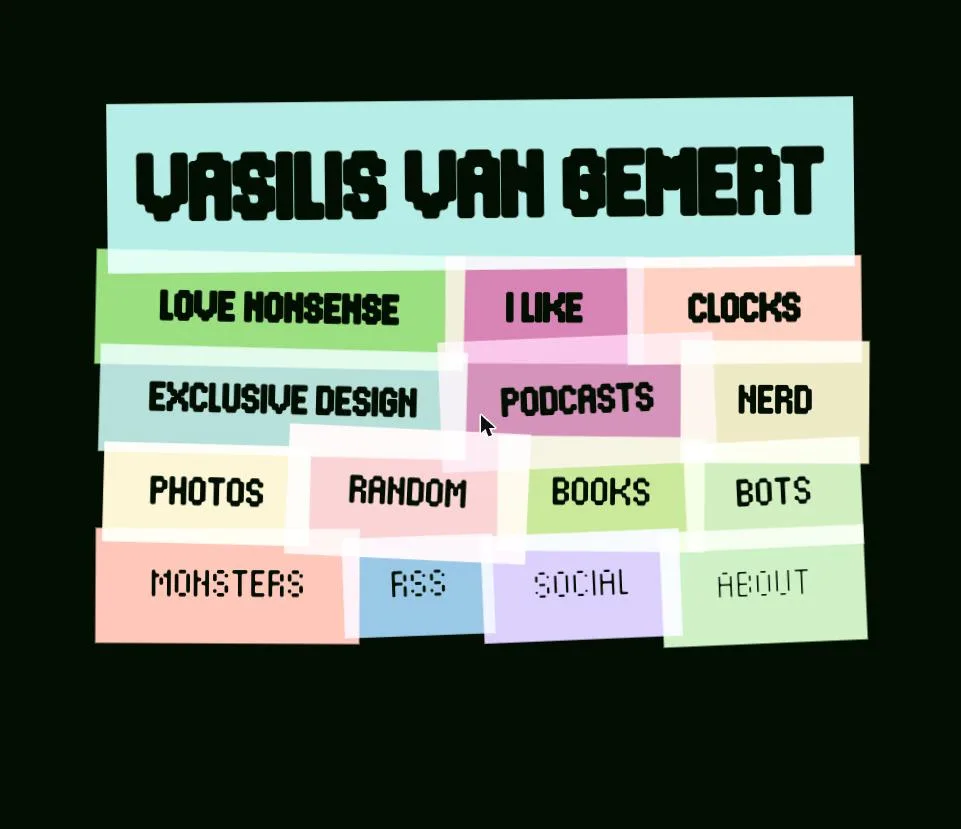 VASILIS VAN GEMERT
LOVE NONSENSE I LIKE CLOCKS
EXCLUSIVE DESIGN PODCASTS NERD
PHOTOS RANDOM BOOKS BOTS
MONSTERS RSS SOCIAL ABOUT